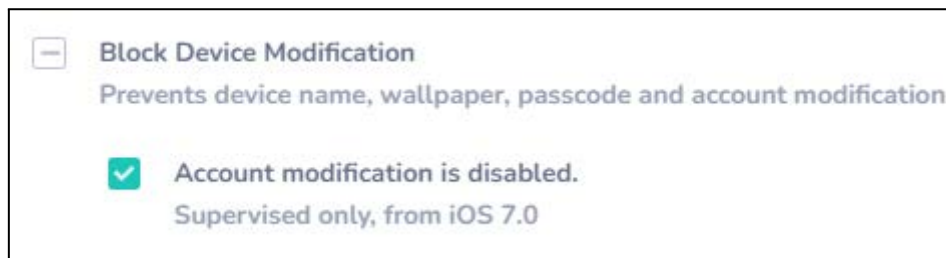 Block Device Modification
Prevents device name, wallpaper, passcode and account modification
Account modification is disabled.
Supervised only, from iOS 7.0